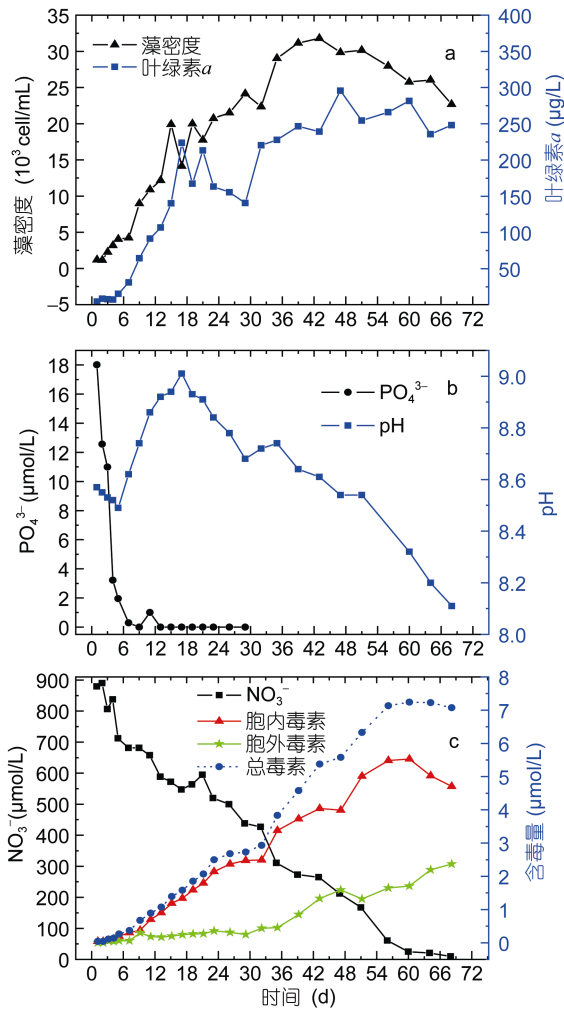 藻密度
叶绿素a
a
藻密度 (10³ cell/mL)
叶绿素a (μg/L)
35
30
25
20
15
10
5
0
–5
400
350
300
250
200
150
100
50
0 6 12 18 24 30 36 42 48 54 60 66 72
PO₄³⁻
pH
b
PO₄³⁻ (μmol/L)
pH
18
16
14
12
10
8
6
4
2
0
9.0
8.8
8.6
8.4
8.2
8.0
0 6 12 18 24 30 36 42 48 54 60 66 72
NO₃⁻
胞内毒素
胞外毒素
总毒素
c
NO₃⁻(μmol/L)
含毒量 (μmol/L)
900
800
700
600
500
400
300
200
100
0
8
7
6
5
4
3
2
1
0
0 6 12 18 24 30 36 42 48 54 60 66 72
时间 (d)